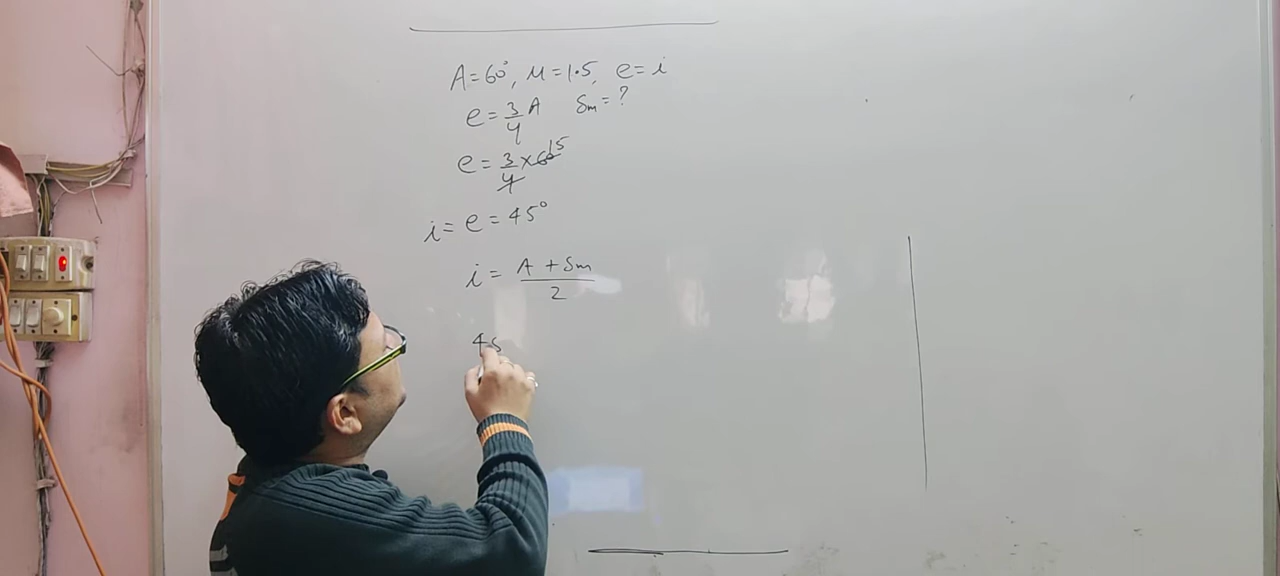 A=60°, μ=1.5, e=i
e=3/4 A δm=?
e=3/4×60 15
i=e=45°
i=A+δm/2
45